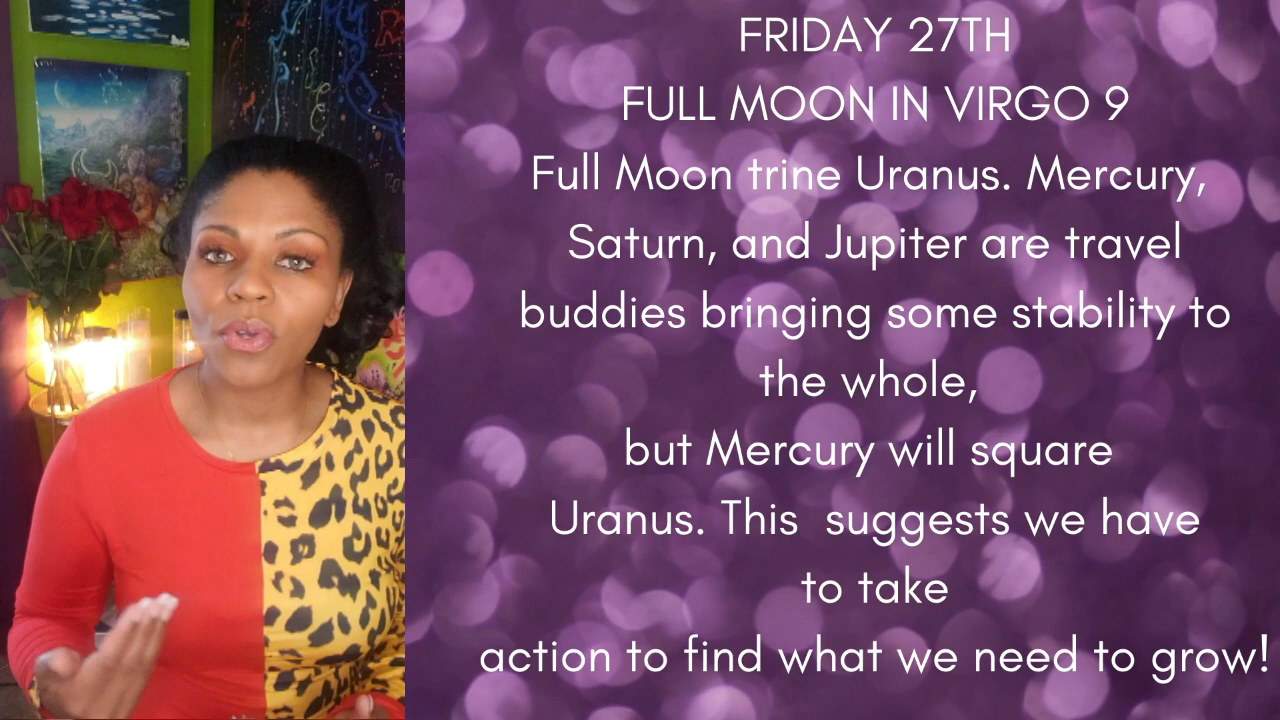 FRIDAY 27TH
FULL MOON IN VIRGO 9
Full Moon trine Uranus. Mercury,
Saturn, and Jupiter are travel
buddies bringing some stability to
the whole,
but Mercury will square
Uranus. This  suggests we have
to take
action to find what we need to grow!